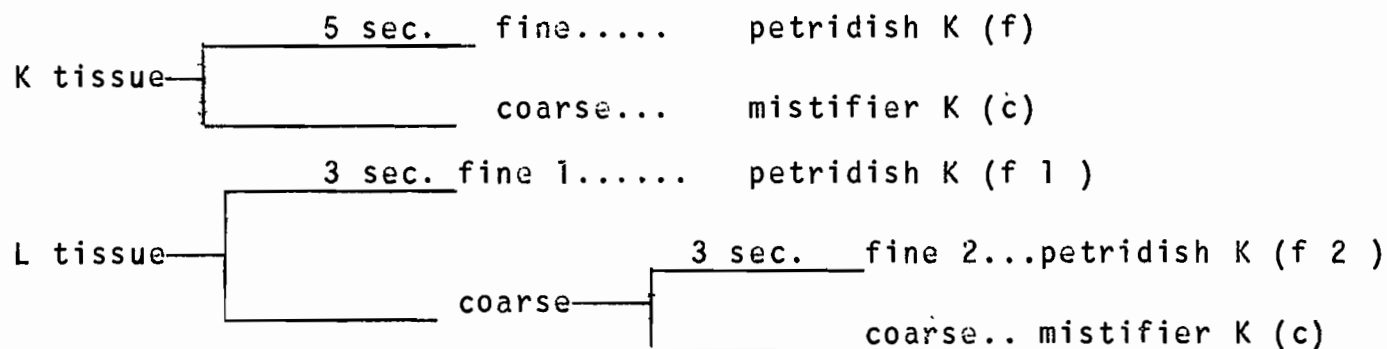 5 sec. fine..... petridish K (f)
K tissue
coarse... mistifier K (c)
3 sec. fine 1...... petridish K (f 1 )
L tissue
3 sec. fine 2...petridish K (f 2 )
coarse
coarse.. mistifier K (c)